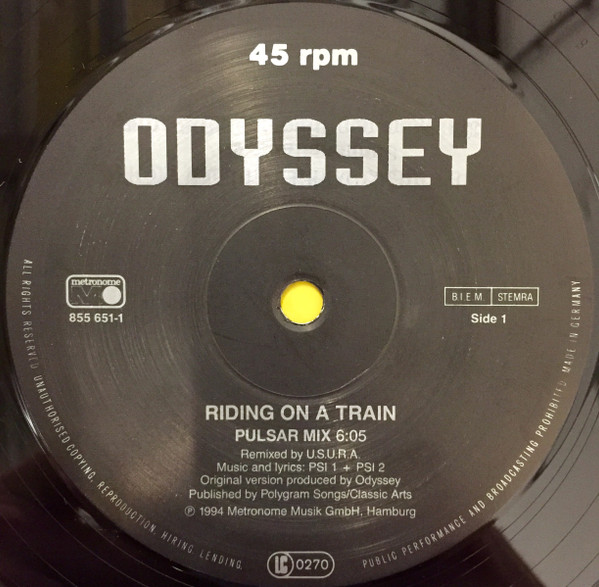 45 rpm
ODYSSEY
metronome
855 651-1
BIEM STEMRA
Side 1
RIDING ON A TRAIN
PULSAR MIX 6:05
Remixed by U.S.U.R.A.
Music and lyrics: PSI 1 + PSI 2
Original version produced by Odyssey
Published by Polygram Songs/Classic Arts
℗ 1994 Metronome Musik GmbH, Hamburg
LC 0270
ALL RIGHTS RESERVED. UNAUTHORISED COPYING, REPRODUCTION, HIRING, LENDING, PUBLIC PERFORMANCE AND BROADCASTING PROHIBITED. MADE IN GERMANY